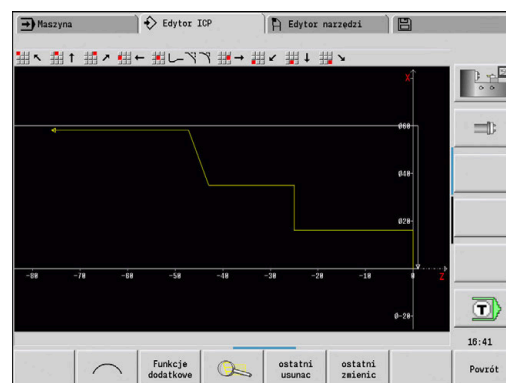 Maszyna
Edytor ICP
Edytor narzędzi
X
Ø60
Ø40
Ø20
-80 -70 -60 -50 -40 -30 -20 -10 0 Z
Ø-20
T
16:41
Funkcje dodatkowe
ostatni usunac
ostatni zmienic
Powrót